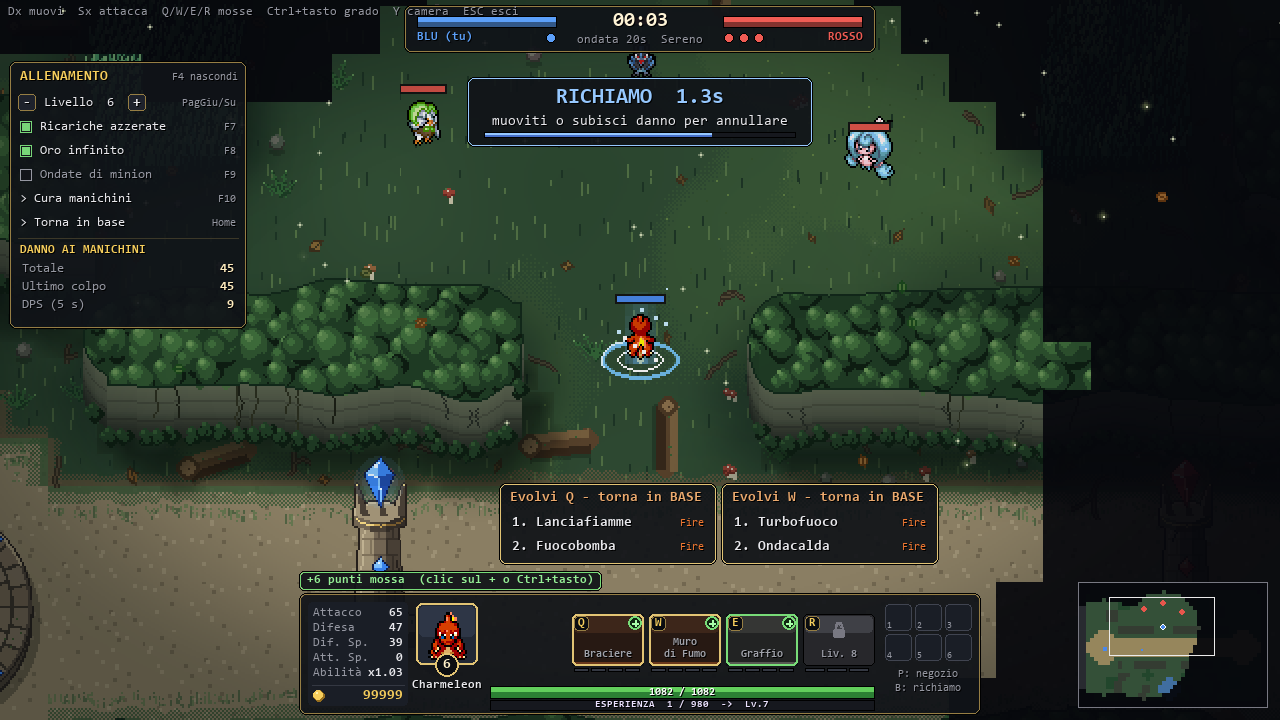 Dx muovi  Sx attacca  Q/W/E/R mosse  Ctrl+tasto grado  Y camera  ESC esci
00:03
BLU (tu)
ondata 20s  Sereno
ROSSO
ALLENAMENTO
F4 nascondi
- Livello 6 +
PagGiu/Su
Ricariche azzerate
F7
Oro infinito
F8
Ondate di minion
F9
> Cura manichini
F10
> Torna in base
Home
DANNO AI MANICHINI
Totale 45
Ultimo colpo 45
DPS (5 s) 9
RICHIAMO  1.3s
muoviti o subisci danno per annullare
Evolvi Q - torna in BASE
1. Lanciafiamme Fire
2. Fuocobomba Fire
Evolvi W - torna in BASE
1. Turbofuoco Fire
2. Ondacalda Fire
+6 punti mossa  (clic sul + o Ctrl+tasto)
Attacco 65
Difesa 47
Dif. Sp. 39
Att. Sp. 0
Abilità x1.03
99999
6
Charmeleon
Q
Braciere
W
Muro
di Fumo
E
Graffio
R
Liv. 8
1 2 3
4 5 6
P: negozio
B: richiamo
1082 / 1082
ESPERIENZA  1 / 980  ->  Lv.7